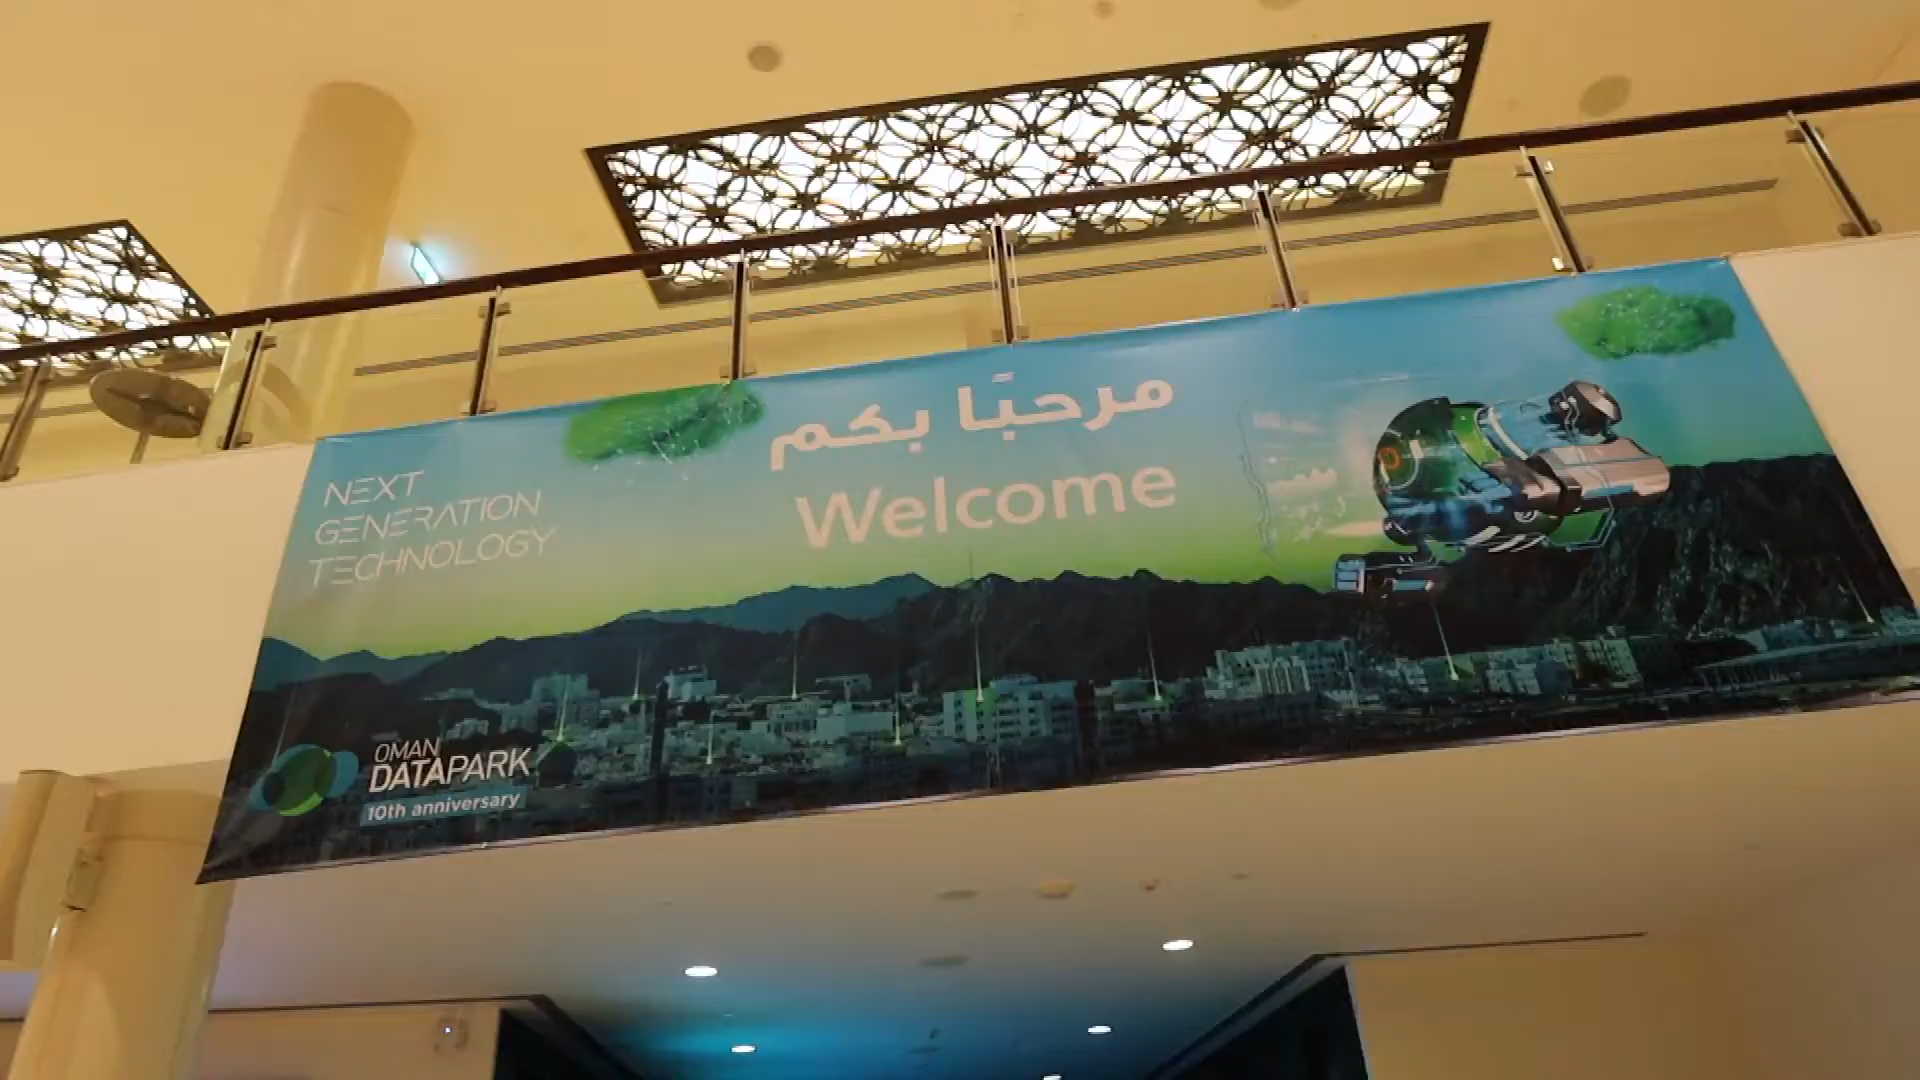 مرحبًا بكم
Welcome
NEXT
GENERATION
TECHNOLOGY
OMAN
DATAPARK
10th anniversary